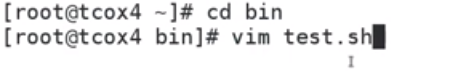 [root@tcox4 ~]# cd bin
[root@tcox4 bin]# vim test.sh